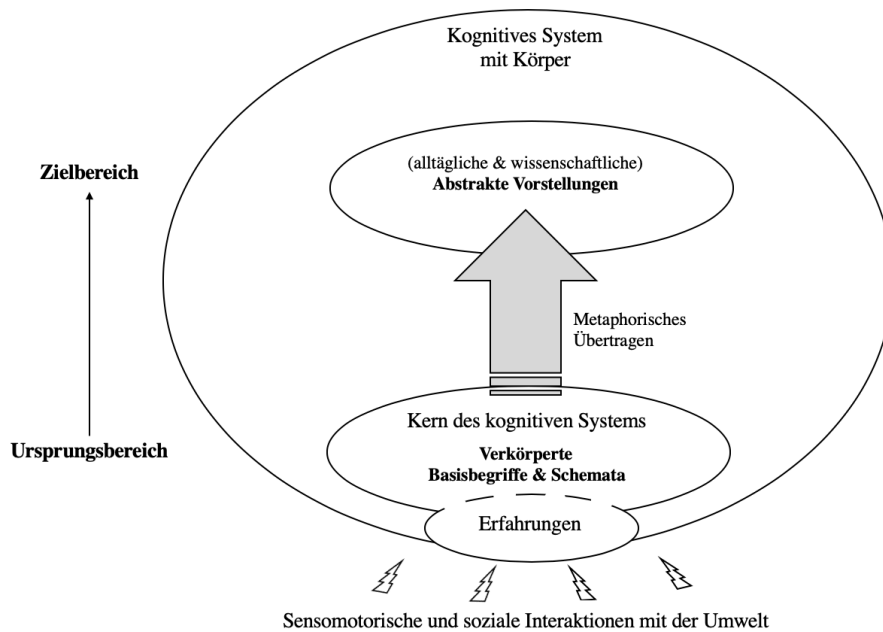 Kognitives System
mit Körper
(alltägliche & wissenschaftliche)
Abstrakte Vorstellungen
Zielbereich
Metaphorisches
Übertragen
Kern des kognitiven Systems
Ursprungsbereich
Verkörperte
Basisbegriffe & Schemata
Erfahrungen
Sensomotorische und soziale Interaktionen mit der Umwelt